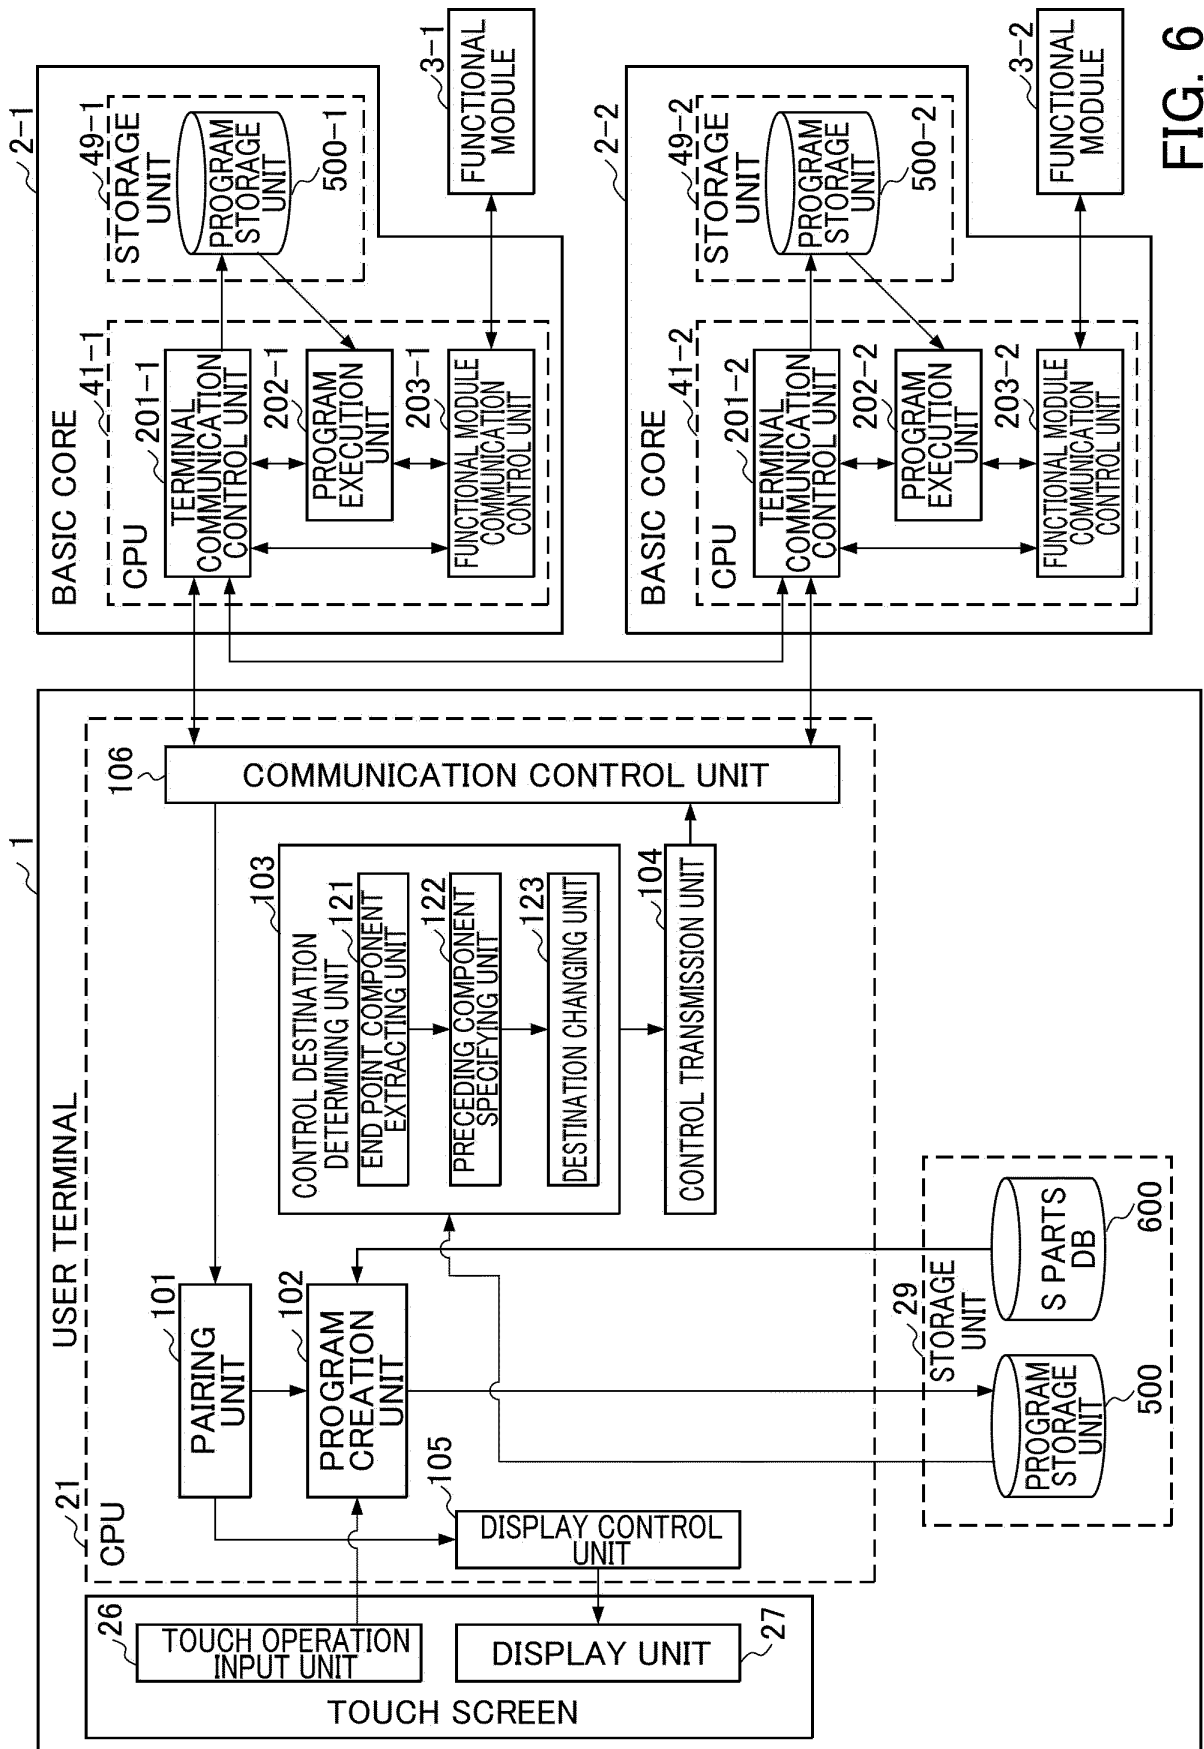 FIG. 6
1
USER TERMINAL
21
CPU
26
TOUCH OPERATION
INPUT UNIT
DISPLAY UNIT
27
TOUCH SCREEN
101
PAIRING
UNIT
102
PROGRAM
CREATION
UNIT
105
DISPLAY CONTROL
UNIT
103
CONTROL DESTINATION
DETERMINING UNIT
121
END POINT COMPONENT
EXTRACTING UNIT
122
PRECEDING COMPONENT
SPECIFYING UNIT
123
DESTINATION CHANGING UNIT
104
CONTROL TRANSMISSION UNIT
106
COMMUNICATION CONTROL UNIT
29
STORAGE
UNIT
PROGRAM
STORAGE
UNIT
500
S PARTS
DB
600
2-1
BASIC CORE
41-1
CPU
201-1
TERMINAL
COMMUNICATION
CONTROL UNIT
202-1
PROGRAM
EXECUTION
UNIT
203-1
FUNCTIONAL MODULE
COMMUNICATION
CONTROL UNIT
49-1
STORAGE
UNIT
PROGRAM
STORAGE
UNIT
500-1
3-1
FUNCTIONAL
MODULE
2-2
BASIC CORE
41-2
CPU
201-2
TERMINAL
COMMUNICATION
CONTROL UNIT
202-2
PROGRAM
EXECUTION
UNIT
203-2
FUNCTIONAL MODULE
COMMUNICATION
CONTROL UNIT
49-2
STORAGE
UNIT
PROGRAM
STORAGE
UNIT
500-2
3-2
FUNCTIONAL
MODULE